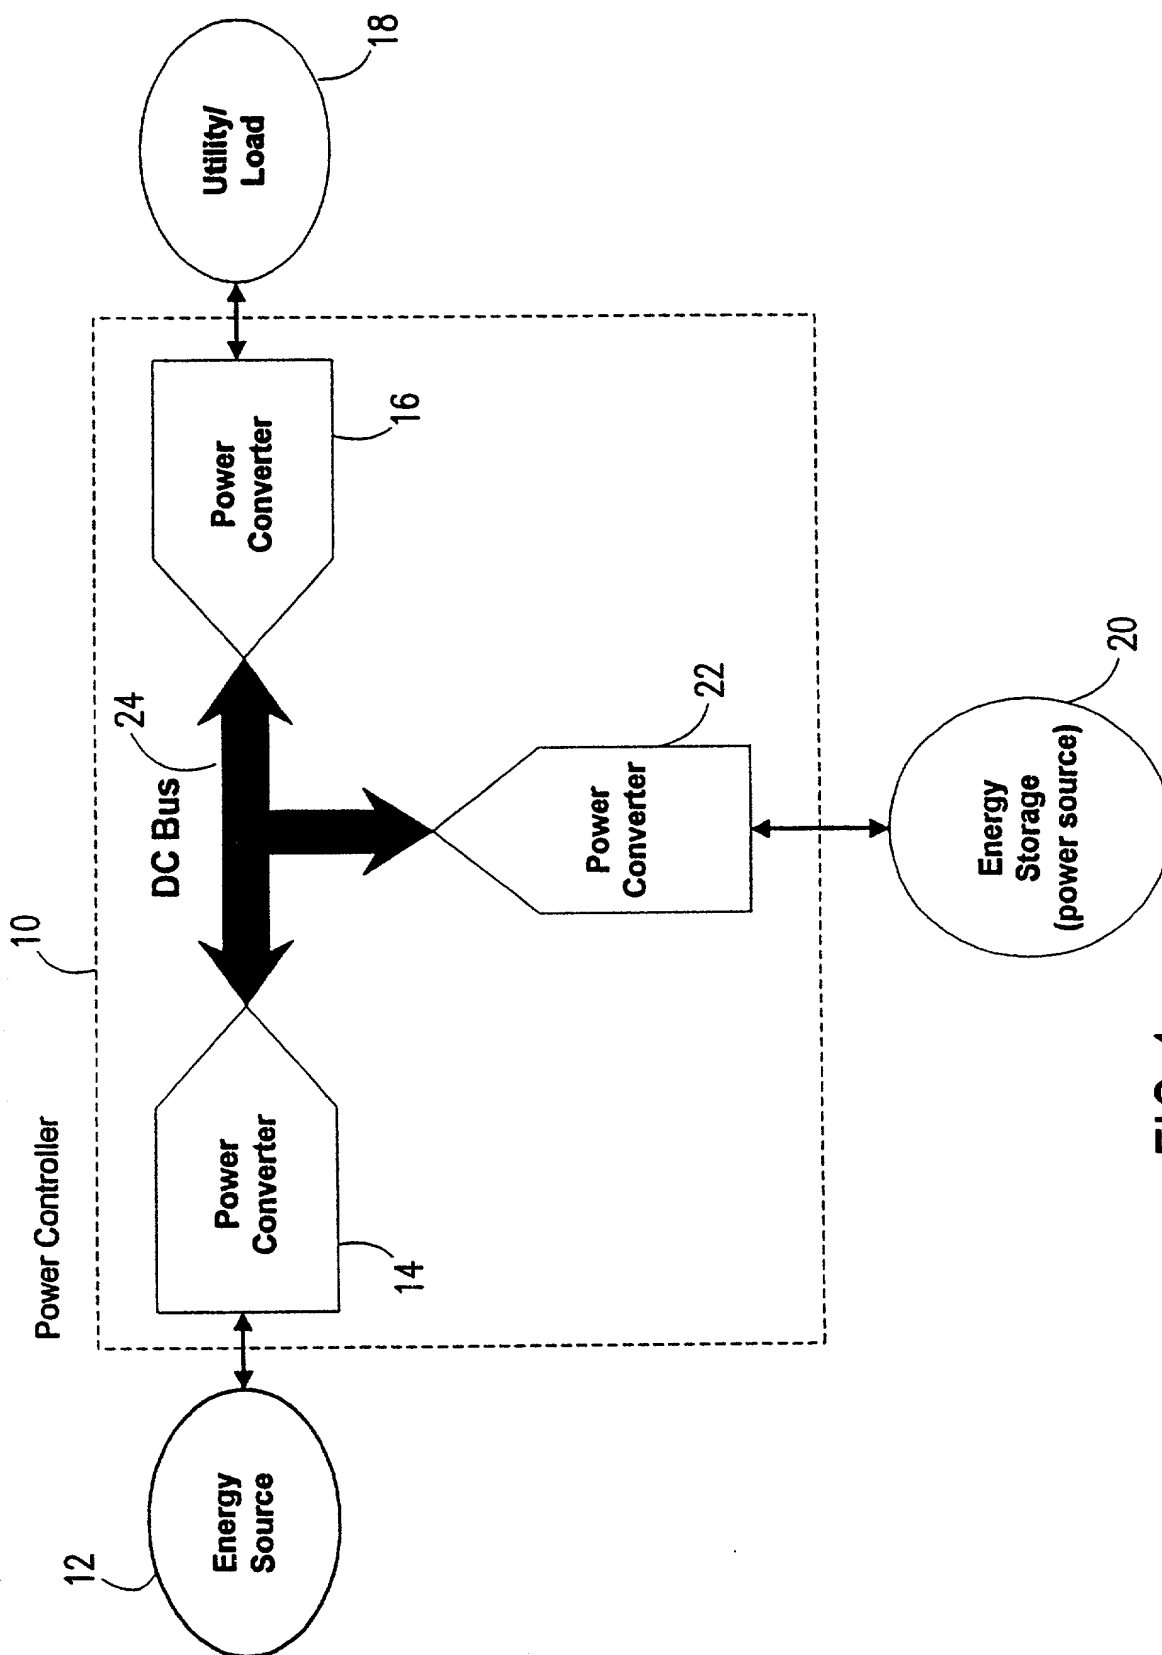 Power Controller
10
DC Bus
24
12
Energy
Source
Power
Converter
14
Power
Converter
16
Utility/
Load
18
Power
Converter
22
Energy
Storage
(power source)
20